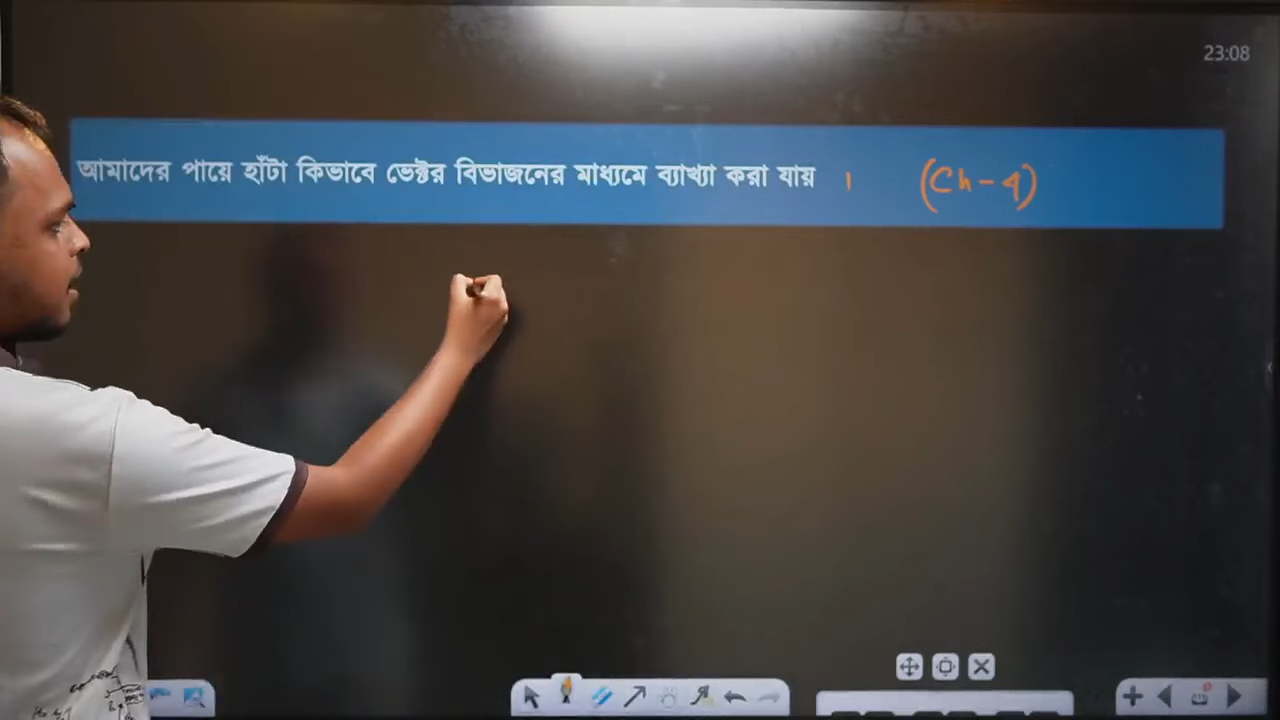 23:08
আমাদের পায়ে হাঁটা কিভাবে ভেক্টর বিভাজনের মাধ্যমে ব্যাখ্যা করা যায় । (Ch-4)